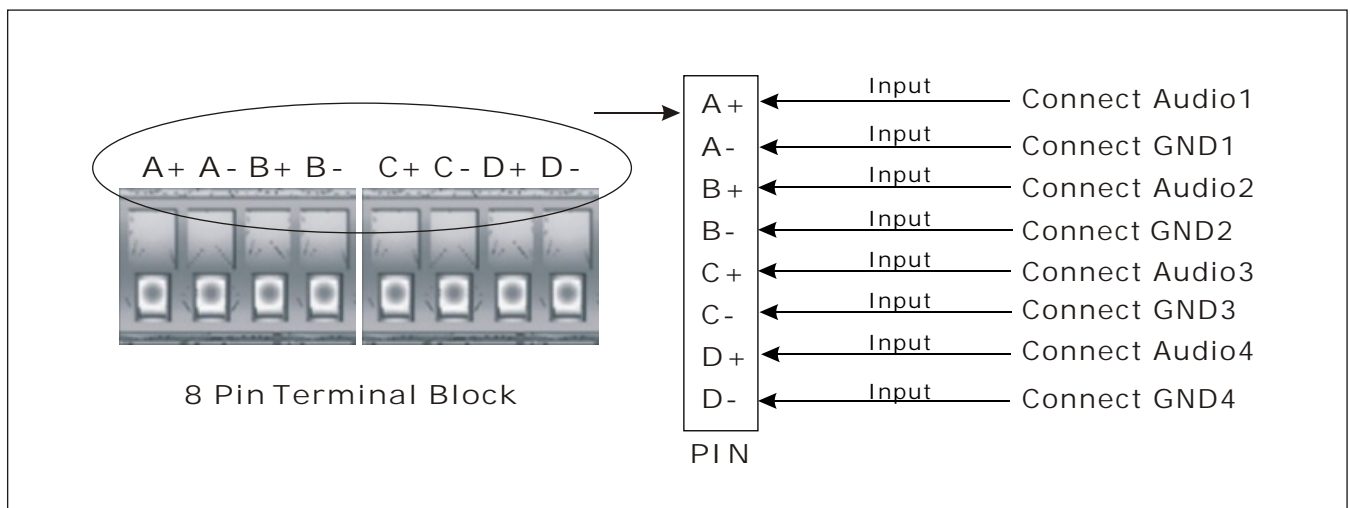 A+ A- B+ B- C+ C- D+ D-
8 Pin Terminal Block
A+ Input Connect Audio1
A- Input Connect GND1
B+ Input Connect Audio2
B- Input Connect GND2
C+ Input Connect Audio3
C- Input Connect GND3
D+ Input Connect Audio4
D- Input Connect GND4
PIN